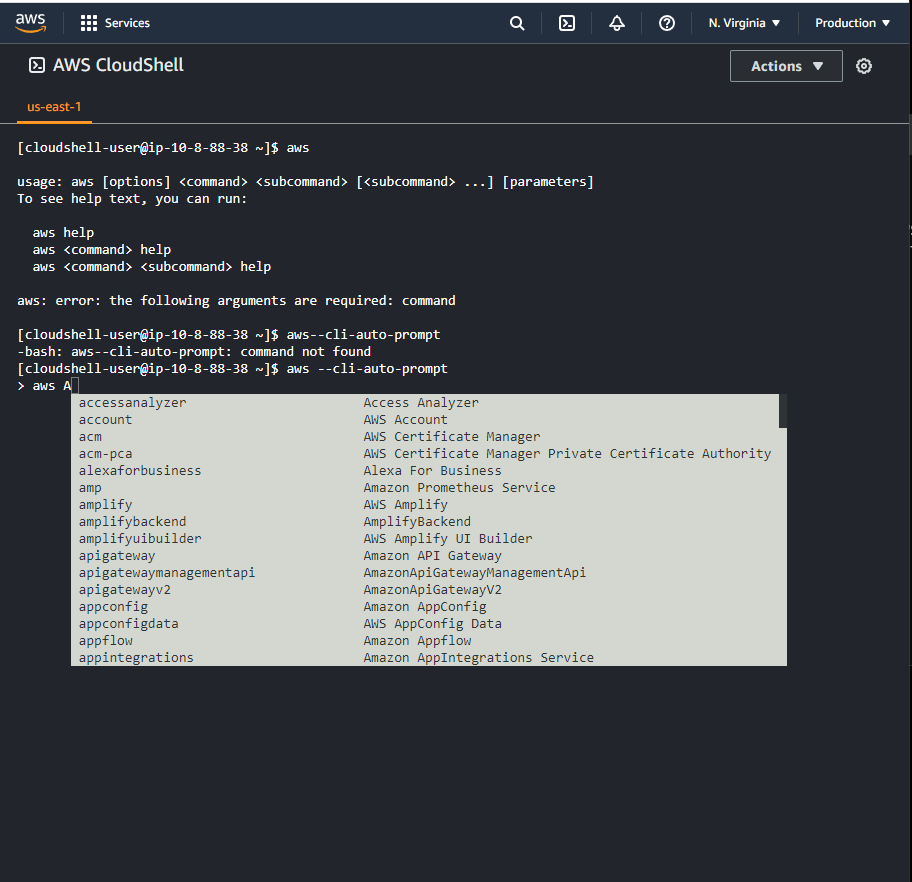 aws Services N. Virginia ▼ Production ▼
AWS CloudShell Actions ▼
us-east-1
[cloudshell-user@ip-10-8-88-38 ~]$ aws
usage: aws [options] <command> <subcommand> [<subcommand> ...] [parameters]
To see help text, you can run:
aws help
aws <command> help
aws <command> <subcommand> help
aws: error: the following arguments are required: command
[cloudshell-user@ip-10-8-88-38 ~]$ aws--cli-auto-prompt
-bash: aws--cli-auto-prompt: command not found
[cloudshell-user@ip-10-8-88-38 ~]$ aws --cli-auto-prompt
> aws A
accessanalyzer Access Analyzer
account AWS Account
acm AWS Certificate Manager
acm-pca AWS Certificate Manager Private Certificate Authority
alexaforbusiness Alexa For Business
amp Amazon Prometheus Service
amplify AWS Amplify
amplifybackend AmplifyBackend
amplifyuibuilder AWS Amplify UI Builder
apigateway Amazon API Gateway
apigatewaymanagementapi AmazonApiGatewayManagementApi
apigatewayv2 AmazonApiGatewayV2
appconfig Amazon AppConfig
appconfigdata AWS AppConfig Data
appflow Amazon Appflow
appintegrations Amazon AppIntegrations Service